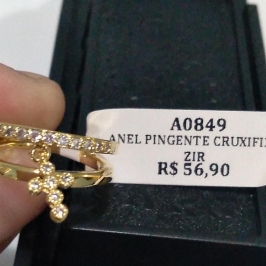 A0849
ANEL PINGENTE CRUXIFI
ZIR
R$ 56,90